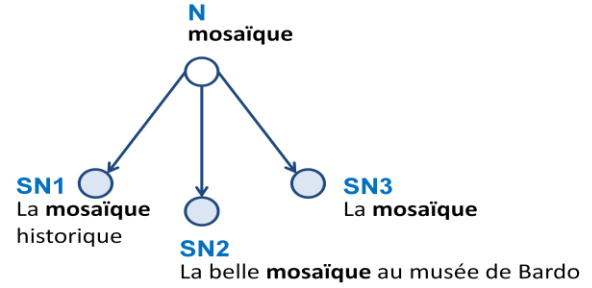 N
mosaïque
SN1
La mosaïque
historique
SN2
La belle mosaïque au musée de Bardo
SN3
La mosaïque